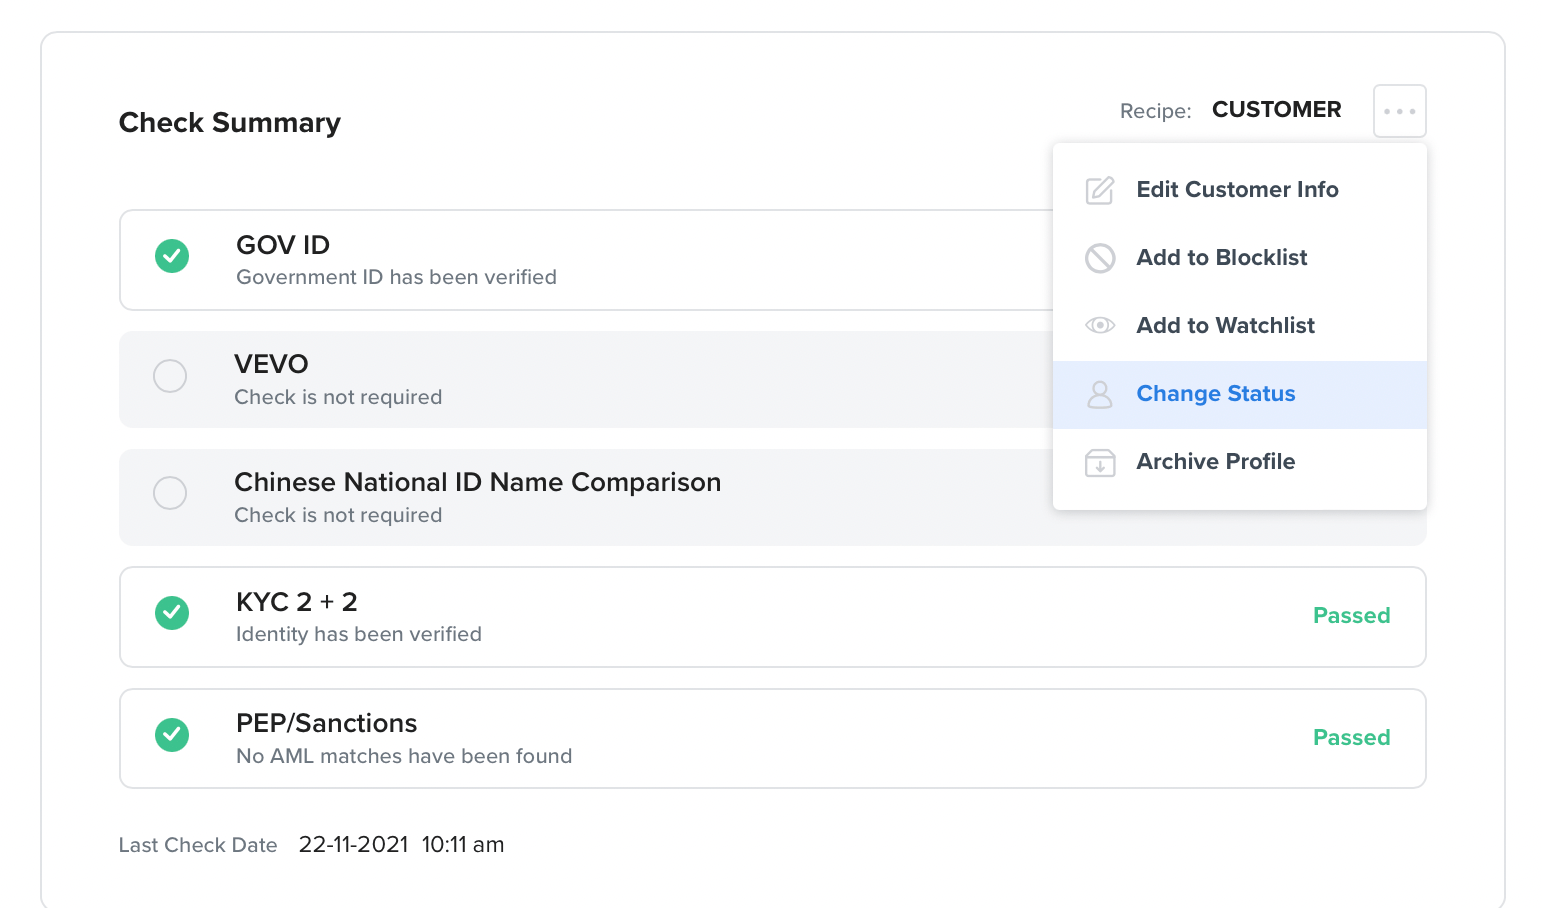 Check Summary
Recipe: CUSTOMER
Edit Customer Info
Add to Blocklist
Add to Watchlist
Change Status
Archive Profile
GOV ID
Government ID has been verified
VEVO
Check is not required
Chinese National ID Name Comparison
Check is not required
KYC 2 + 2
Identity has been verified
Passed
PEP/Sanctions
No AML matches have been found
Passed
Last Check Date 22-11-2021 10:11 am